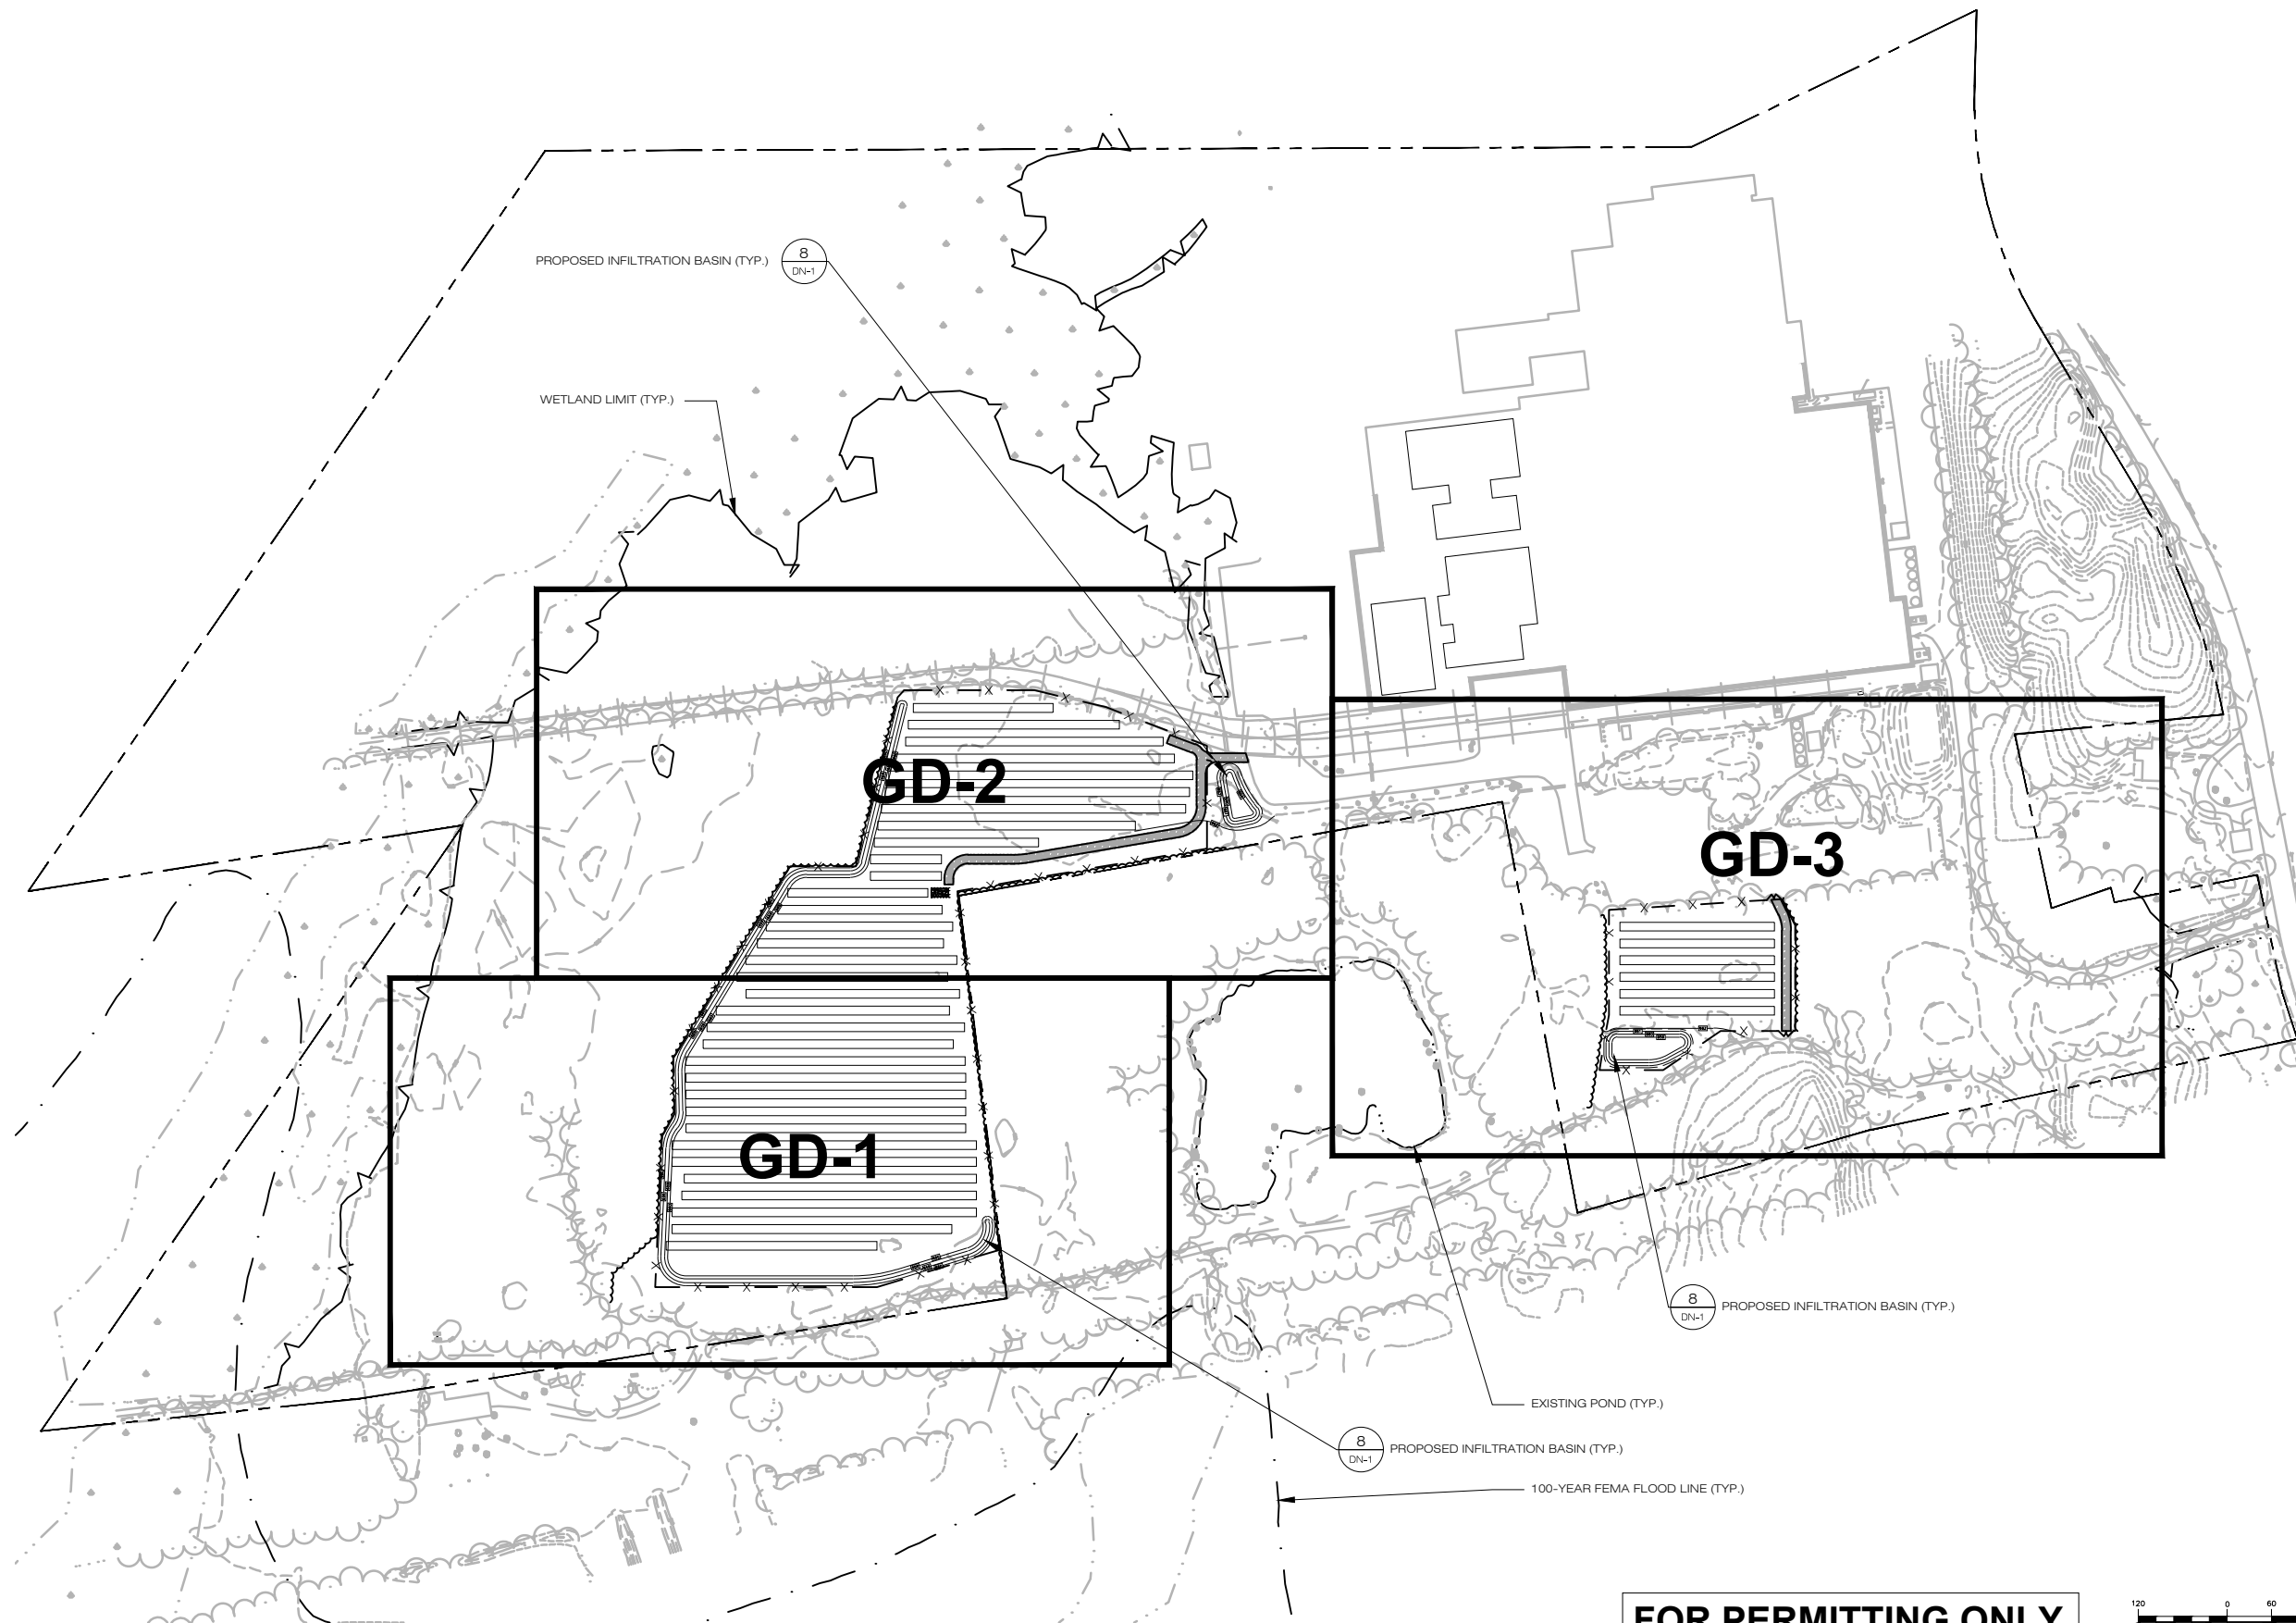 PROPOSED INFILTRATION BASIN (TYP.)
8
DN-1
WETLAND LIMIT (TYP.)
GD-2
GD-3
GD-1
8
DN-1
PROPOSED INFILTRATION BASIN (TYP.)
EXISTING POND (TYP.)
8
DN-1
PROPOSED INFILTRATION BASIN (TYP.)
100-YEAR FEMA FLOOD LINE (TYP.)
FOR PERMITTING ONLY
120 0 60